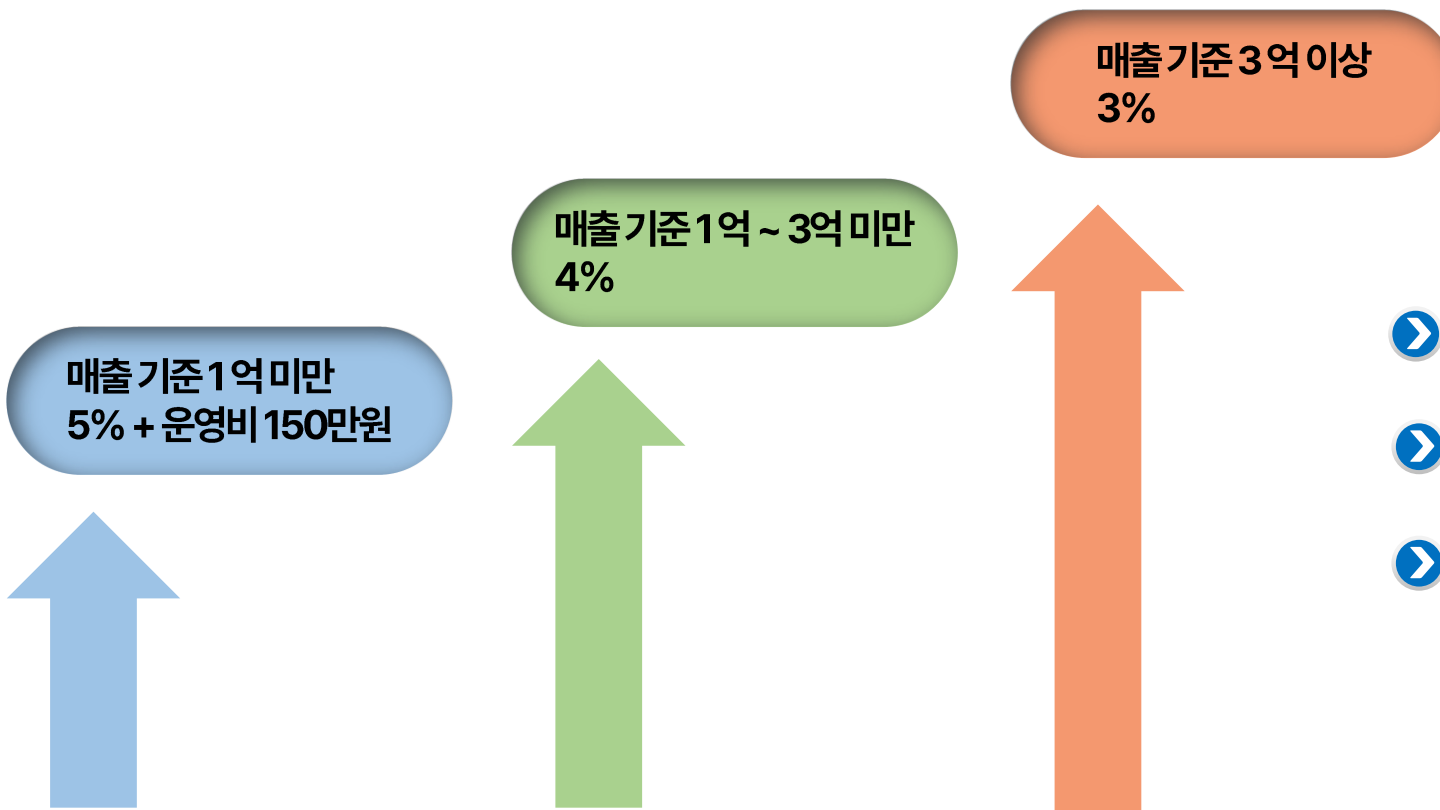 매출 기준 3억 이상
3%
매출 기준 1억 ~ 3억 미만
4%
매출 기준 1억 미만
5% + 운영비 150만원